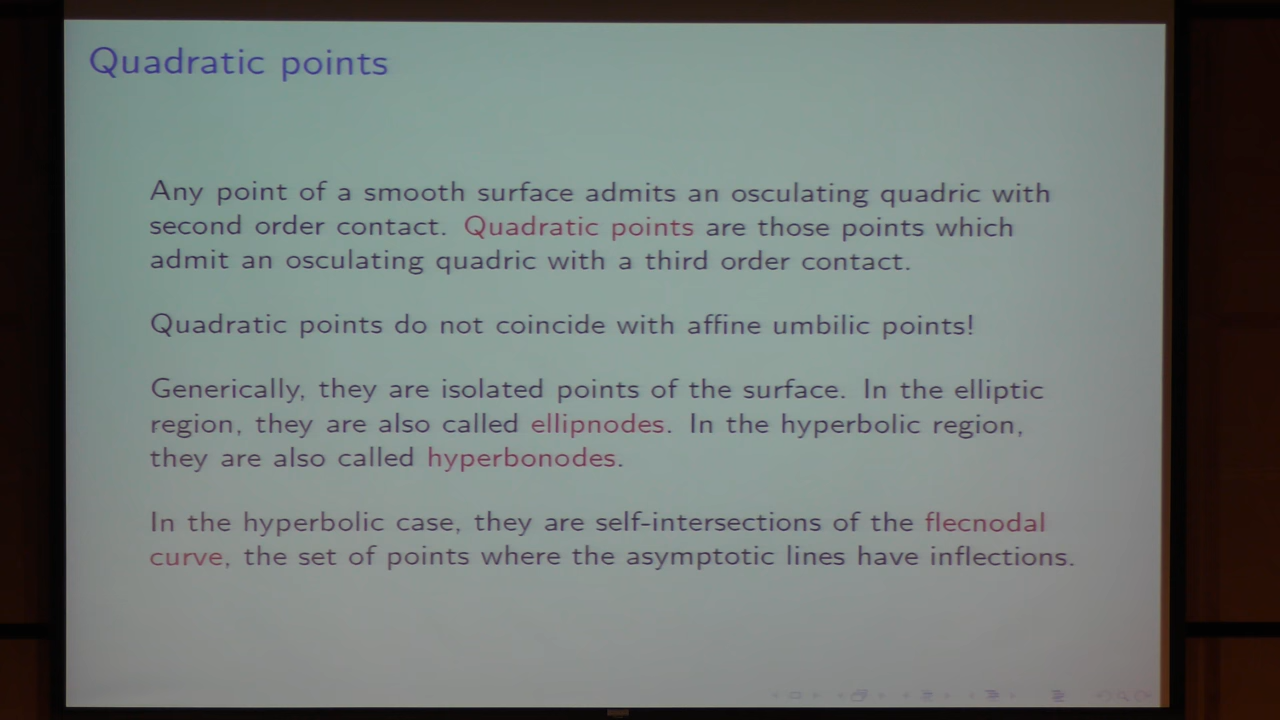 Quadratic points
Any point of a smooth surface admits an osculating quadric with
second order contact. Quadratic points are those points which
admit an osculating quadric with a third order contact.
Quadratic points do not coincide with affine umbilic points!
Generically, they are isolated points of the surface. In the elliptic
region, they are also called ellipnodes. In the hyperbolic region,
they are also called hyperbonodes.
In the hyperbolic case, they are self-intersections of the flecnodal
curve, the set of points where the asymptotic lines have inflections.